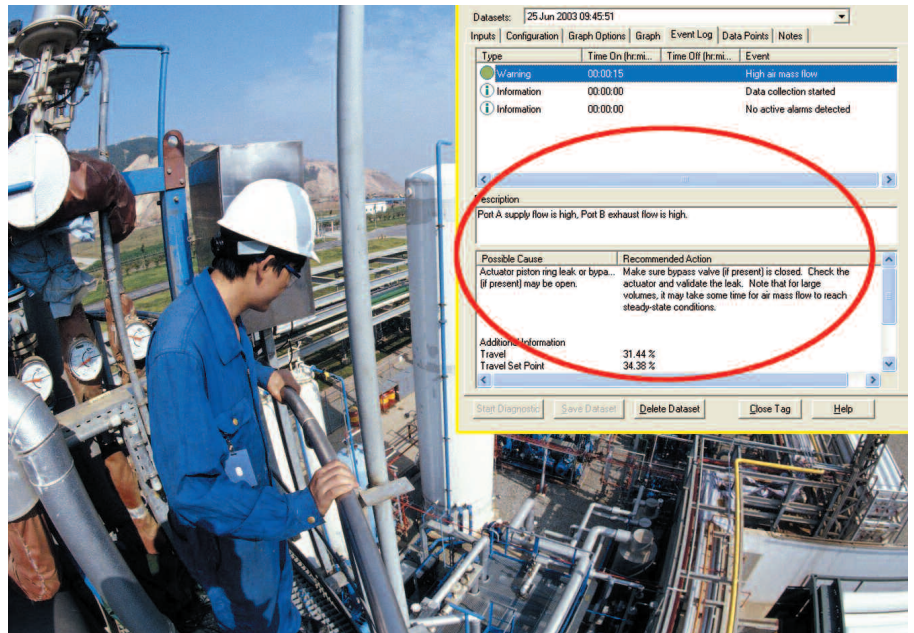 Datasets: 25 Jun 2003 09:45:51
Inputs Configuration Graph Options Graph Event Log Data Points Notes
Type Time On (hr:mi... Time Off (hr:mi... Event
Warning 00:00:15 High air mass flow
Information 00:00:00 Data collection started
Information 00:00:00 No active alarms detected
Description
Port A supply flow is high, Port B exhaust flow is high.
Possible Cause Recommended Action
Actuator piston ring leak or bypa... Make sure bypass valve (if present) is closed. Check the
(if present) may be open. actuator and validate the leak. Note that for large
volumes, it may take some time for air mass flow to reach
steady-state conditions.
Additional Information
Travel 31.44 %
Travel Set Point 34.38 %
Start Diagnostic Save Dataset Delete Dataset Close Tag Help